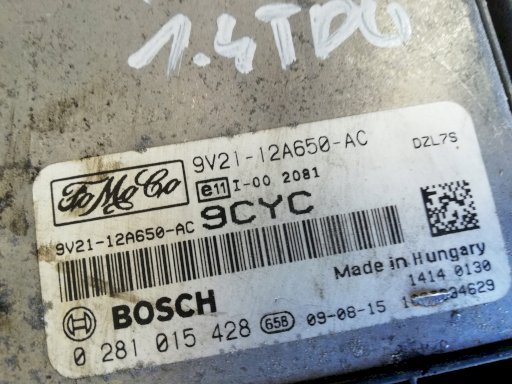 1.4TDCi
9V21-12A650-AC
DZL7S
FoMoCo
e11 I-00 2081
9V21-12A650-AC 9CYC
Made in Hungary
1414 0130
BOSCH
0 281 015 428 658 09-08-15